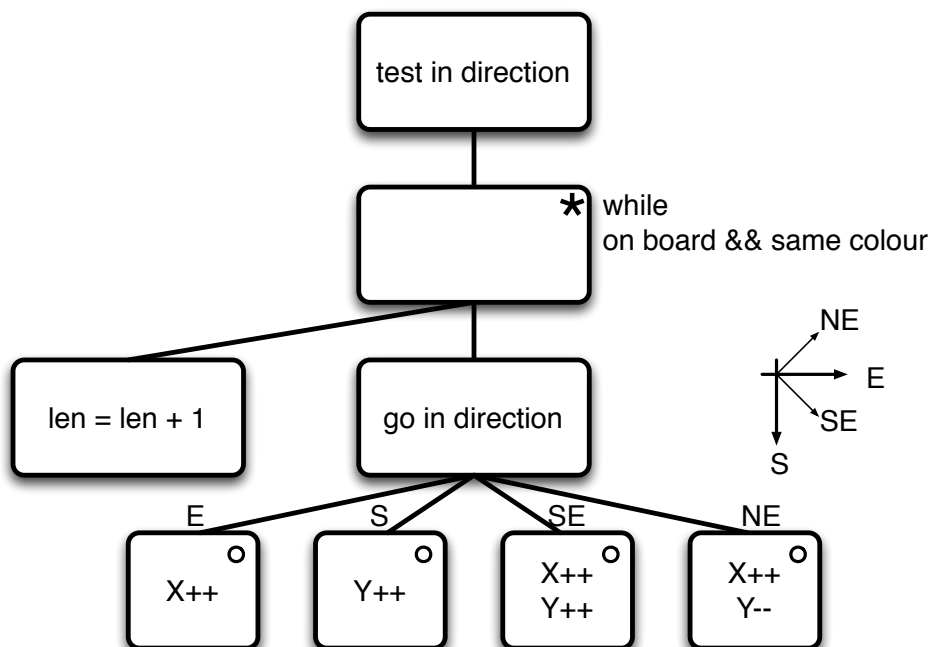 test in direction
*
while
on board && same colour
NE
E
SE
S
len = len + 1
go in direction
E
S
SE
NE
X++
Y++
X++
Y++
X++
Y--